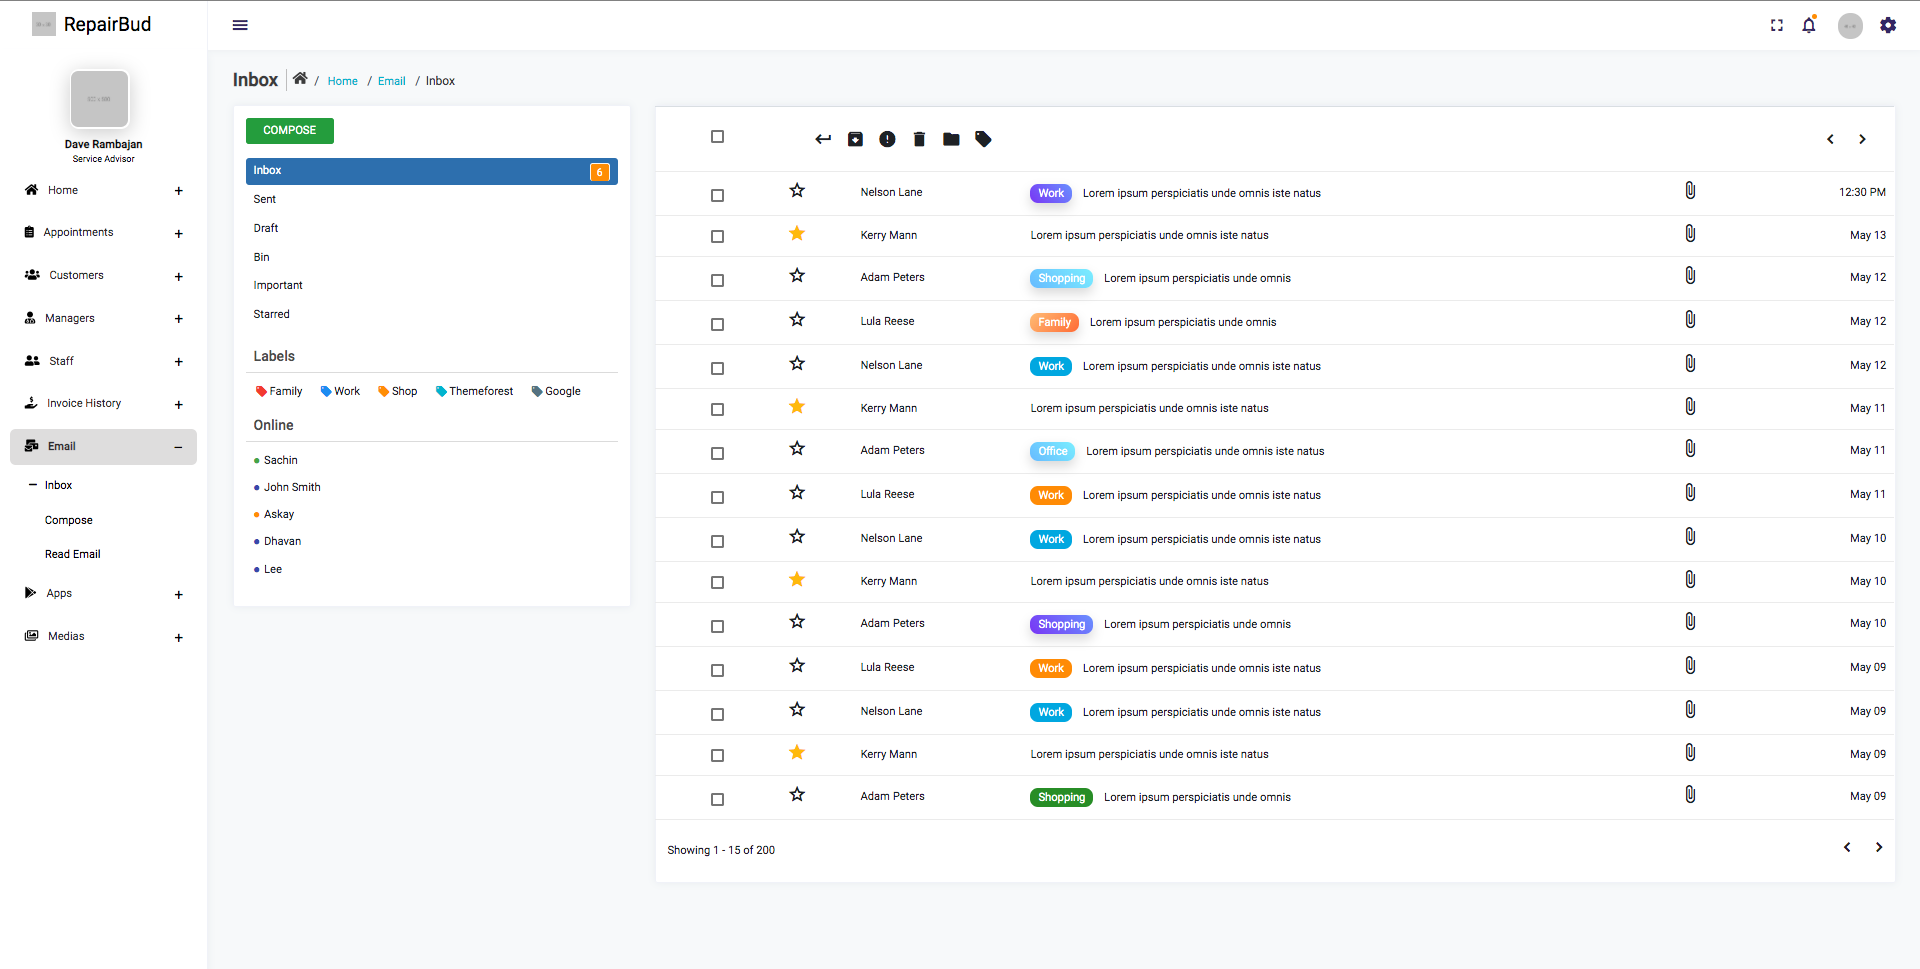 RepairBud
Dave Rambajan
Service Advisor
Home +
Appointments +
Customers +
Managers +
Staff +
Invoice History +
Email −
− Inbox
Compose
Read Email
Apps +
Medias +
Inbox / Home / Email / Inbox
COMPOSE
Inbox 6
Sent
Draft
Bin
Important
Starred
Labels
Family Work Shop Themeforest Google
Online
Sachin
John Smith
Askay
Dhavan
Lee
Nelson Lane Work Lorem ipsum perspiciatis unde omnis iste natus 12:30 PM
Kerry Mann Lorem ipsum perspiciatis unde omnis iste natus May 13
Adam Peters Shopping Lorem ipsum perspiciatis unde omnis May 12
Lula Reese Family Lorem ipsum perspiciatis unde omnis May 12
Nelson Lane Work Lorem ipsum perspiciatis unde omnis iste natus May 12
Kerry Mann Lorem ipsum perspiciatis unde omnis iste natus May 11
Adam Peters Office Lorem ipsum perspiciatis unde omnis iste natus May 11
Lula Reese Work Lorem ipsum perspiciatis unde omnis iste natus May 11
Nelson Lane Work Lorem ipsum perspiciatis unde omnis iste natus May 10
Kerry Mann Lorem ipsum perspiciatis unde omnis iste natus May 10
Adam Peters Shopping Lorem ipsum perspiciatis unde omnis May 10
Lula Reese Work Lorem ipsum perspiciatis unde omnis iste natus May 09
Nelson Lane Work Lorem ipsum perspiciatis unde omnis iste natus May 09
Kerry Mann Lorem ipsum perspiciatis unde omnis iste natus May 09
Adam Peters Shopping Lorem ipsum perspiciatis unde omnis May 09
Showing 1 - 15 of 200